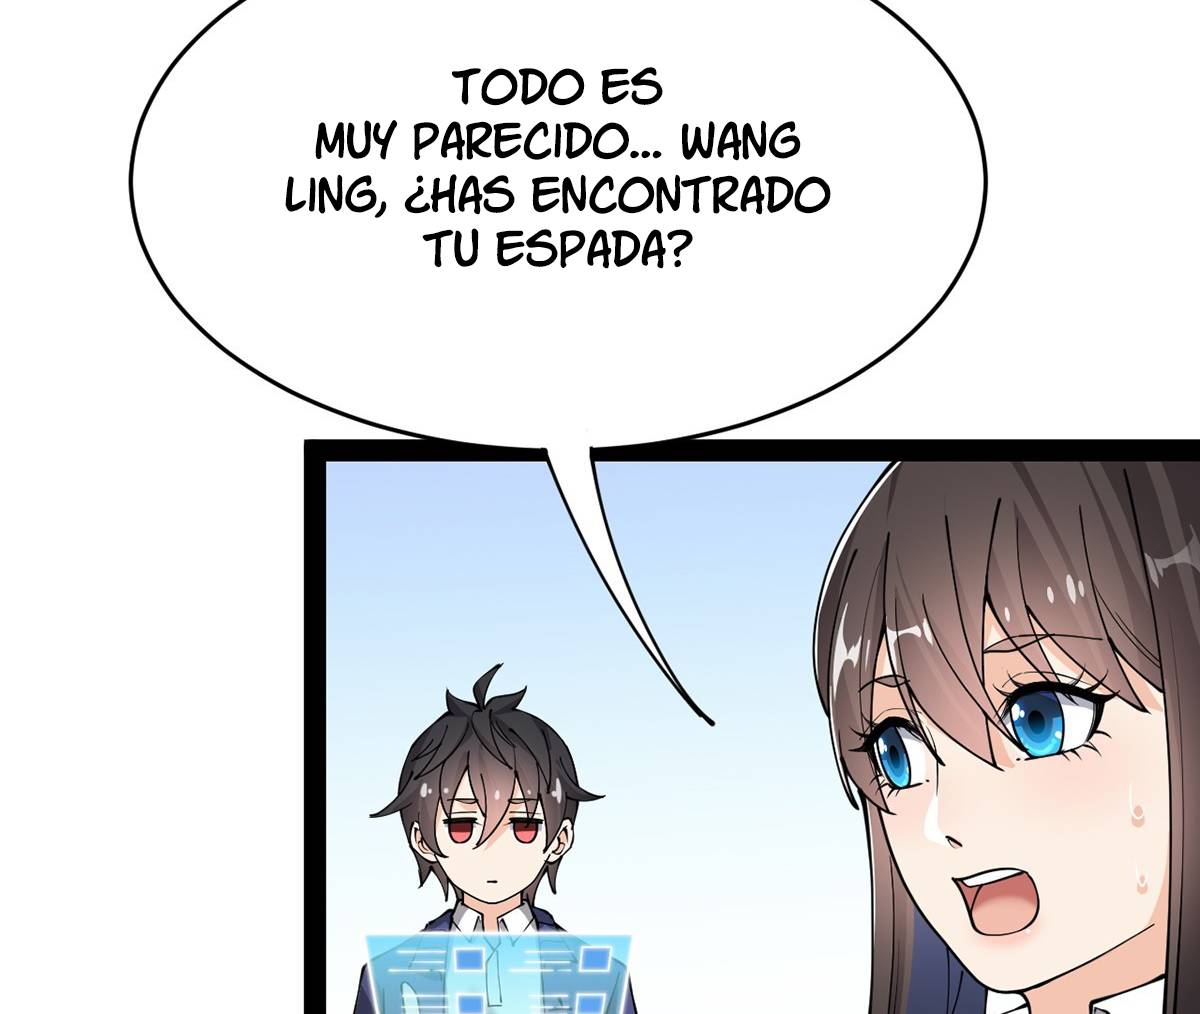 TODO ES
MUY PARECIDO... WANG
LING, ¿HAS ENCONTRADO
TU ESPADA?